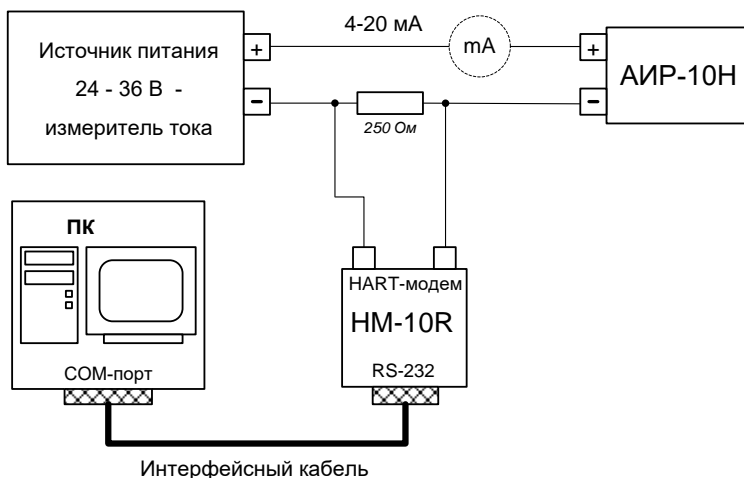 Источник питания
24 - 36 В -
измеритель тока
+
−
4-20 мА
mA
250 Ом
+
−
АИР-10Н
ПК
COM-порт
HART-модем
HM-10R
RS-232
Интерфейсный кабель